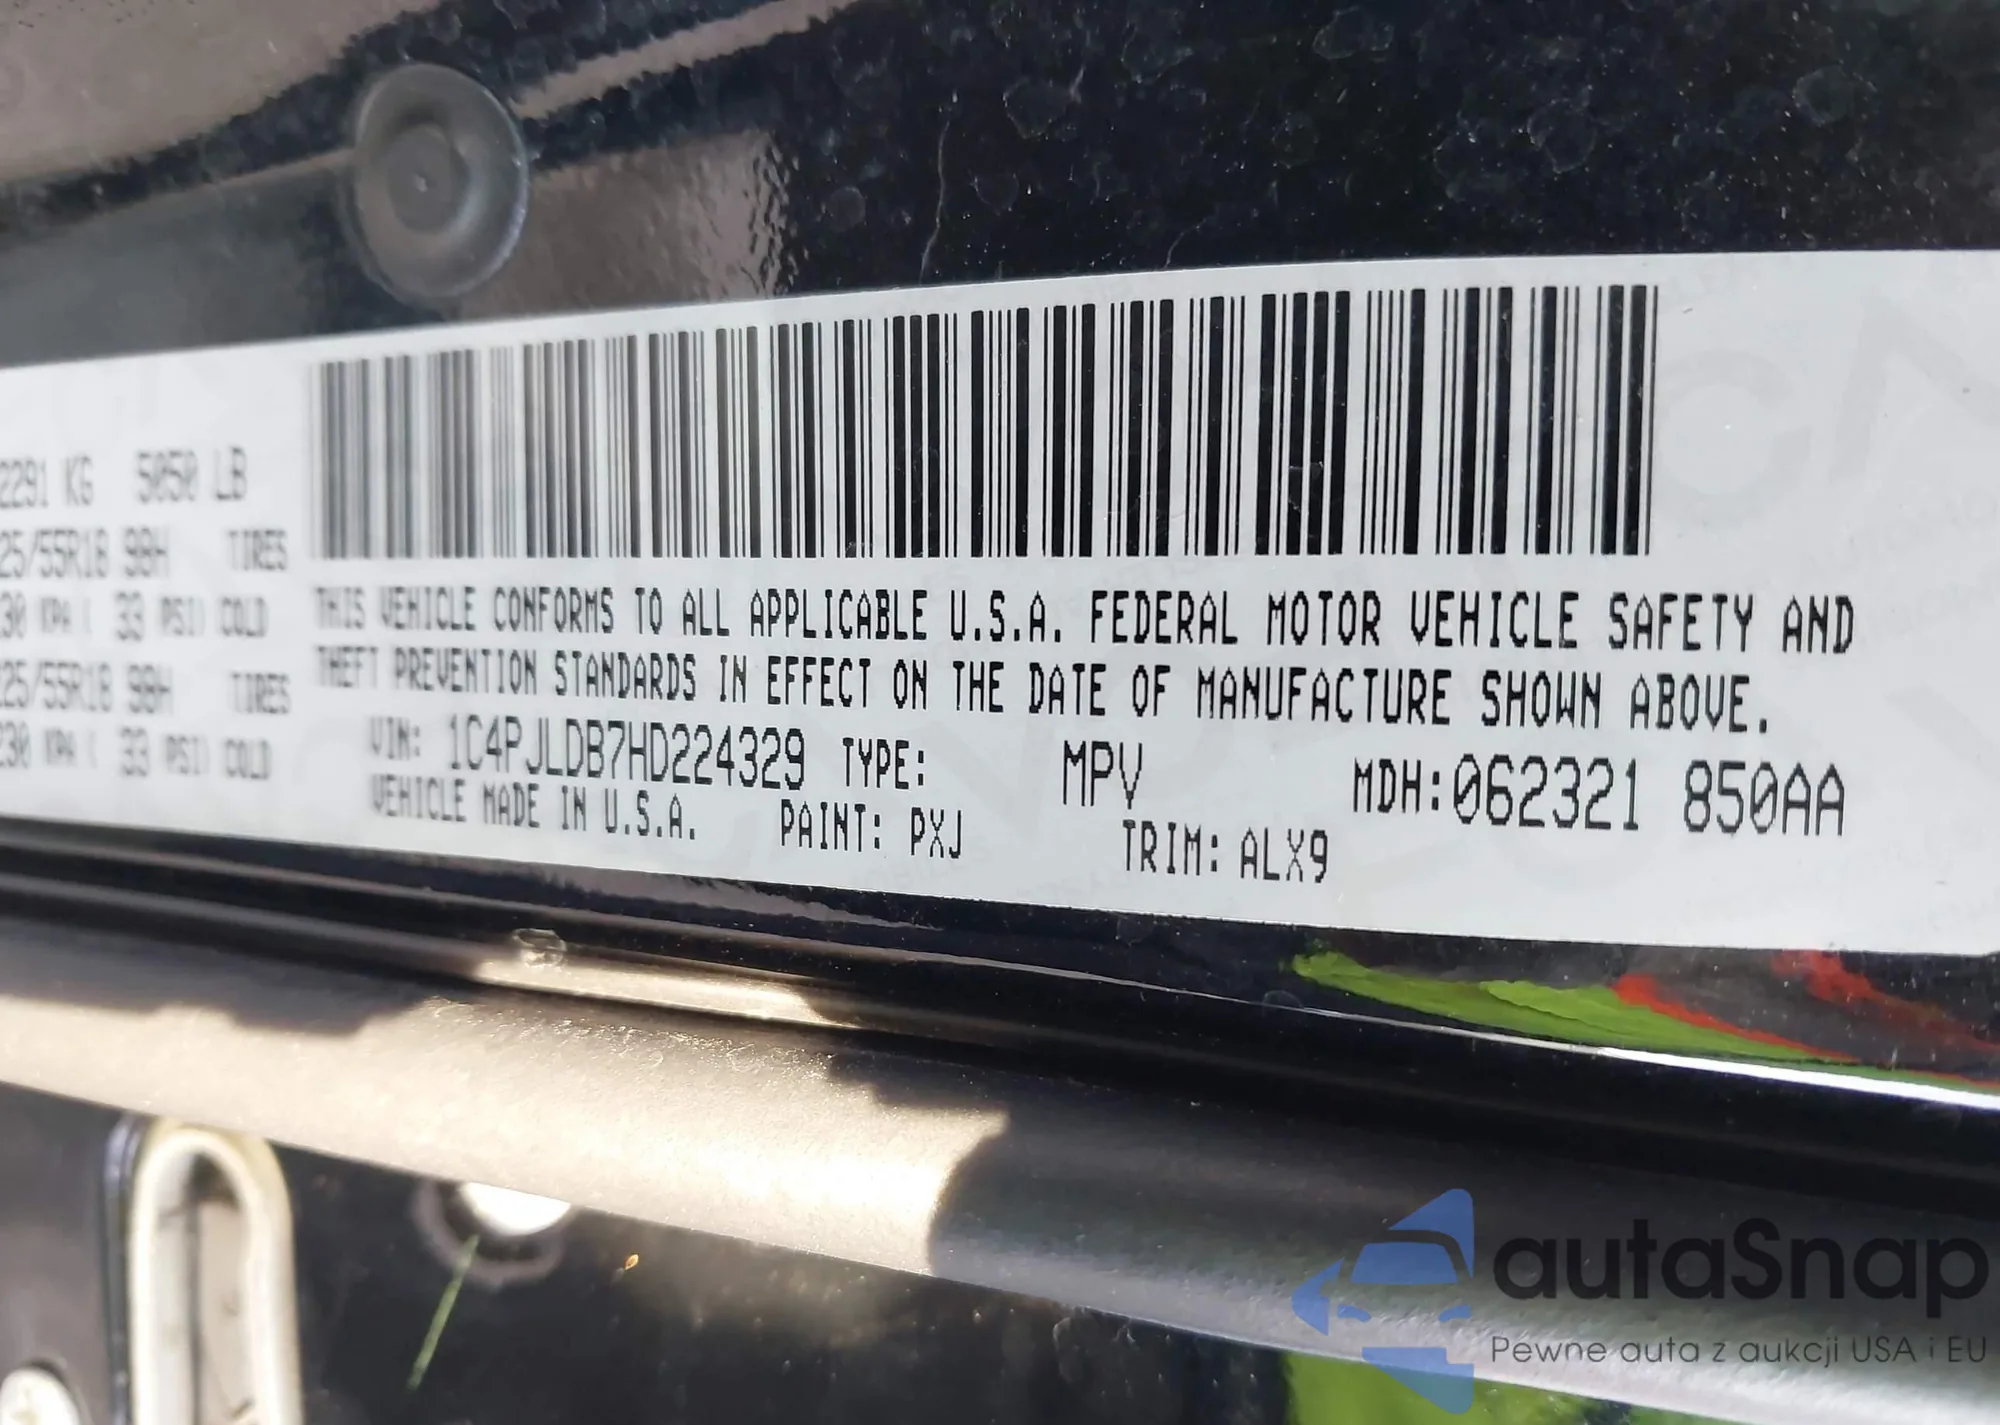 2291 KG 5050 LB
25/55R18 98H TIRES
30 KPA ( 33 PSI) COLD
225/55R18 98H TIRES
230 KPA ( 33 PSI) COLD
THIS VEHICLE CONFORMS TO ALL APPLICABLE U.S.A. FEDERAL MOTOR VEHICLE SAFETY AND
THEFT PREVENTION STANDARDS IN EFFECT ON THE DATE OF MANUFACTURE SHOWN ABOVE.
VIN: 1C4PJLDB7HD224329 TYPE: MPV MDH:062321 850AA
VEHICLE MADE IN U.S.A. PAINT: PXJ TRIM: ALX9
autaSnap
Pewne auta z aukcji USA i EU